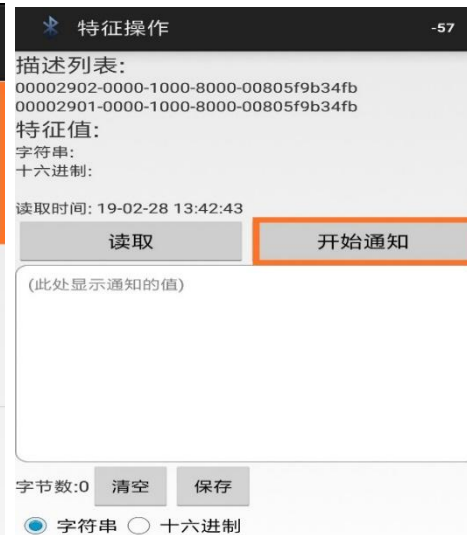 特征操作 -57
描述列表:
00002902-0000-1000-8000-00805f9b34fb
00002901-0000-1000-8000-00805f9b34fb
特征值:
字符串:
十六进制:
读取时间: 19-02-28 13:42:43
读取 开始通知
(此处显示通知的值)
字节数:0 清空 保存
字符串 十六进制